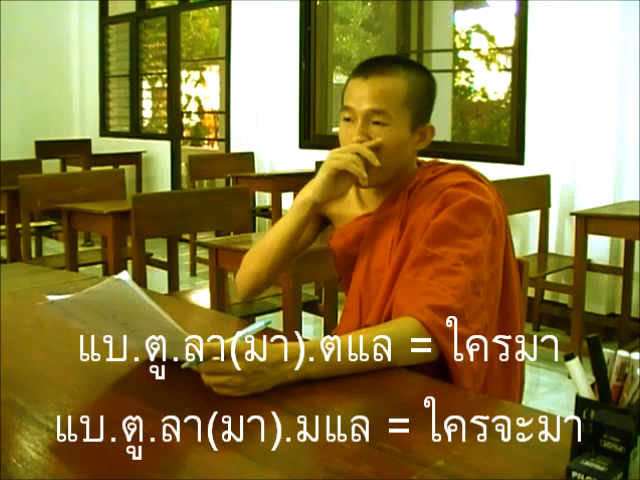 แบ.ตู.ลา(มา).ตแล = ใครมา
แบ.ตู.ลา(มา).มแล = ใครจะมา
PILOT